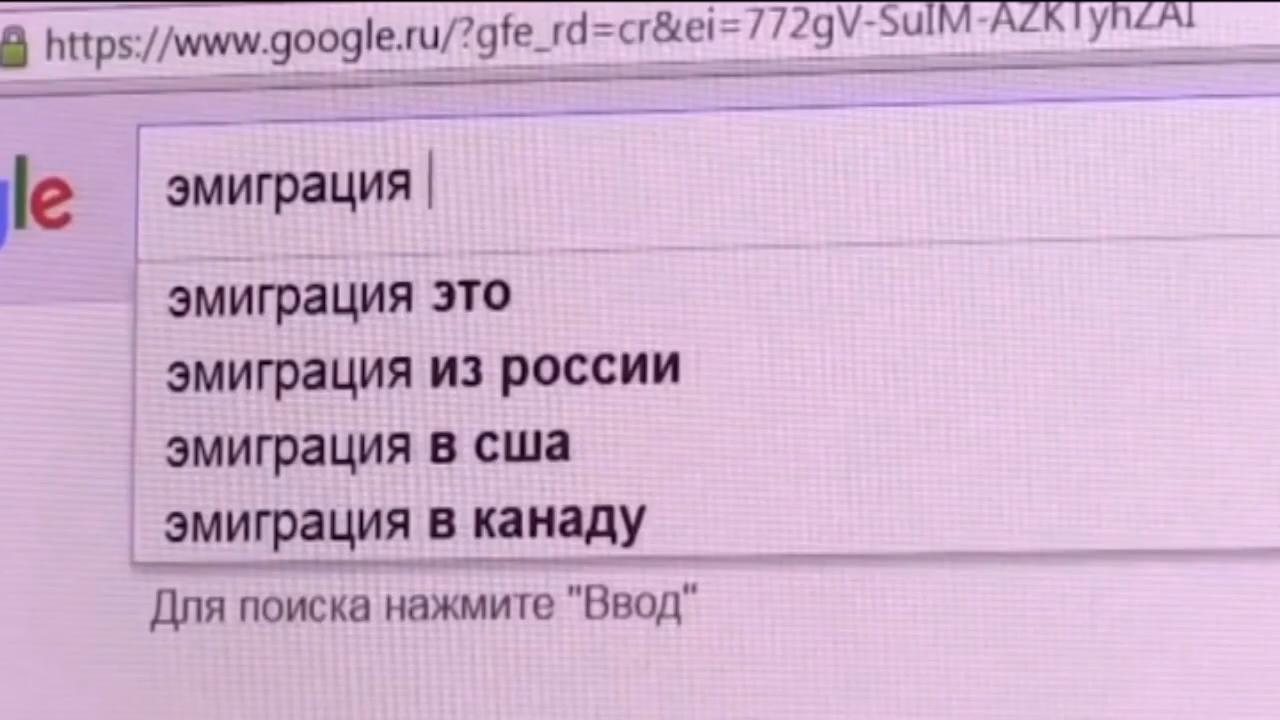 https://www.google.ru/?gfe_rd=cr&ei=772gV-SuIM-AZKTyhZAI
gle
эмиграция
эмиграция это
эмиграция из россии
эмиграция в сша
эмиграция в канаду
Для поиска нажмите "Ввод"